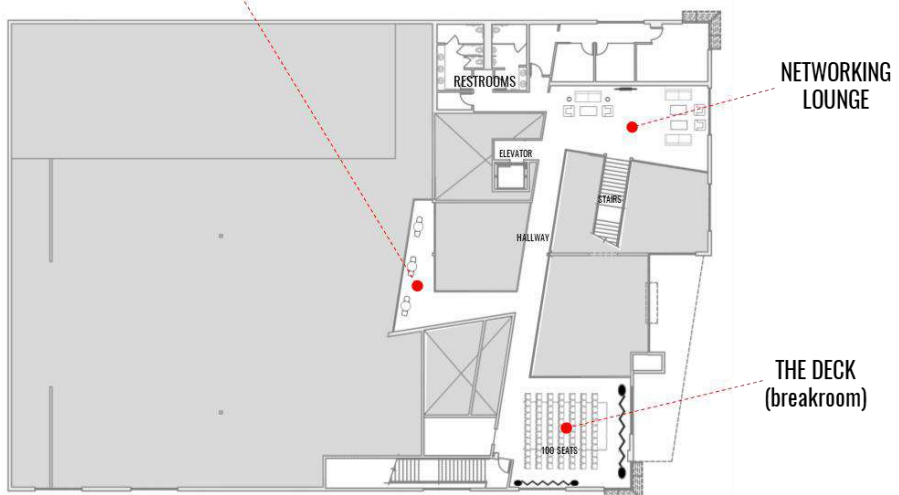 RESTROOMS
NETWORKING
LOUNGE
ELEVATOR
STAIRS
HALLWAY
THE DECK
(breakroom)
100 SEATS